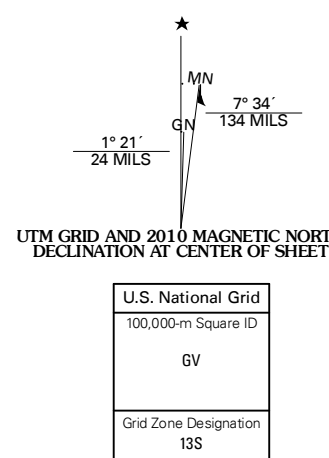 ★
MN
7° 34´
134 MILS
GN
1° 21´
24 MILS
UTM GRID AND 2010 MAGNETIC NORT
DECLINATION AT CENTER OF SHEET
U.S. National Grid
100,000-m Square ID
GV
Grid Zone Designation
13S